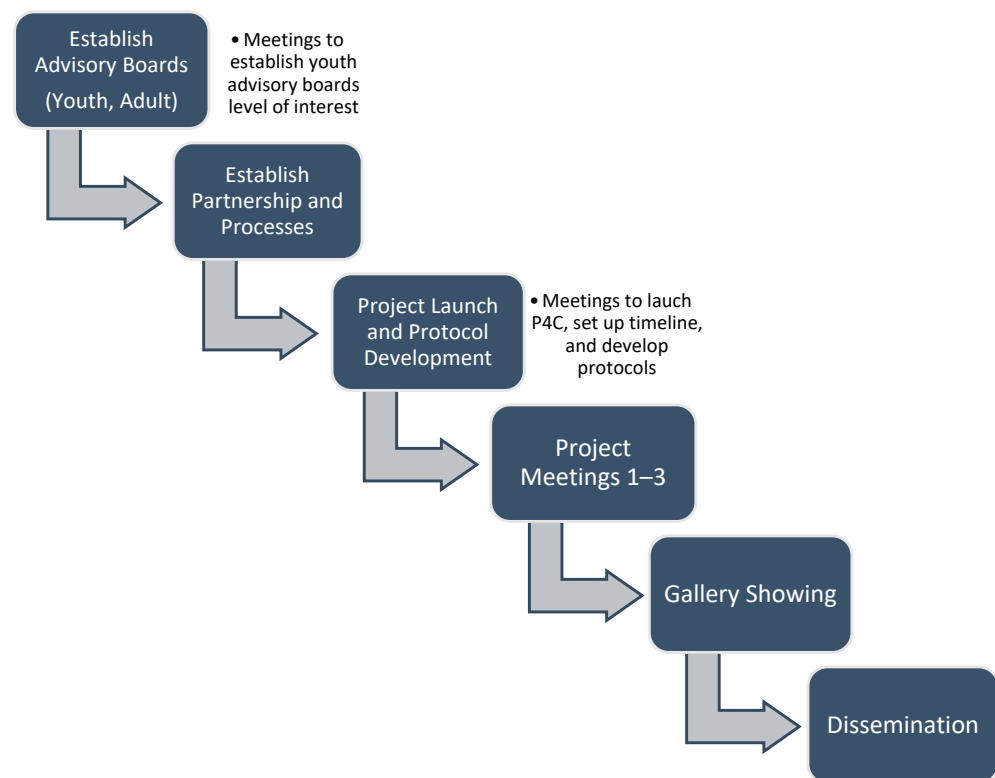 Establish
Advisory Boards
(Youth, Adult)
• Meetings to
establish youth
advisory boards
level of interest
Establish
Partnership and
Processes
Project Launch
and Protocol
Development
• Meetings to lauch
P4C, set up timeline,
and develop
protocols
Project
Meetings 1–3
Gallery Showing
Dissemination